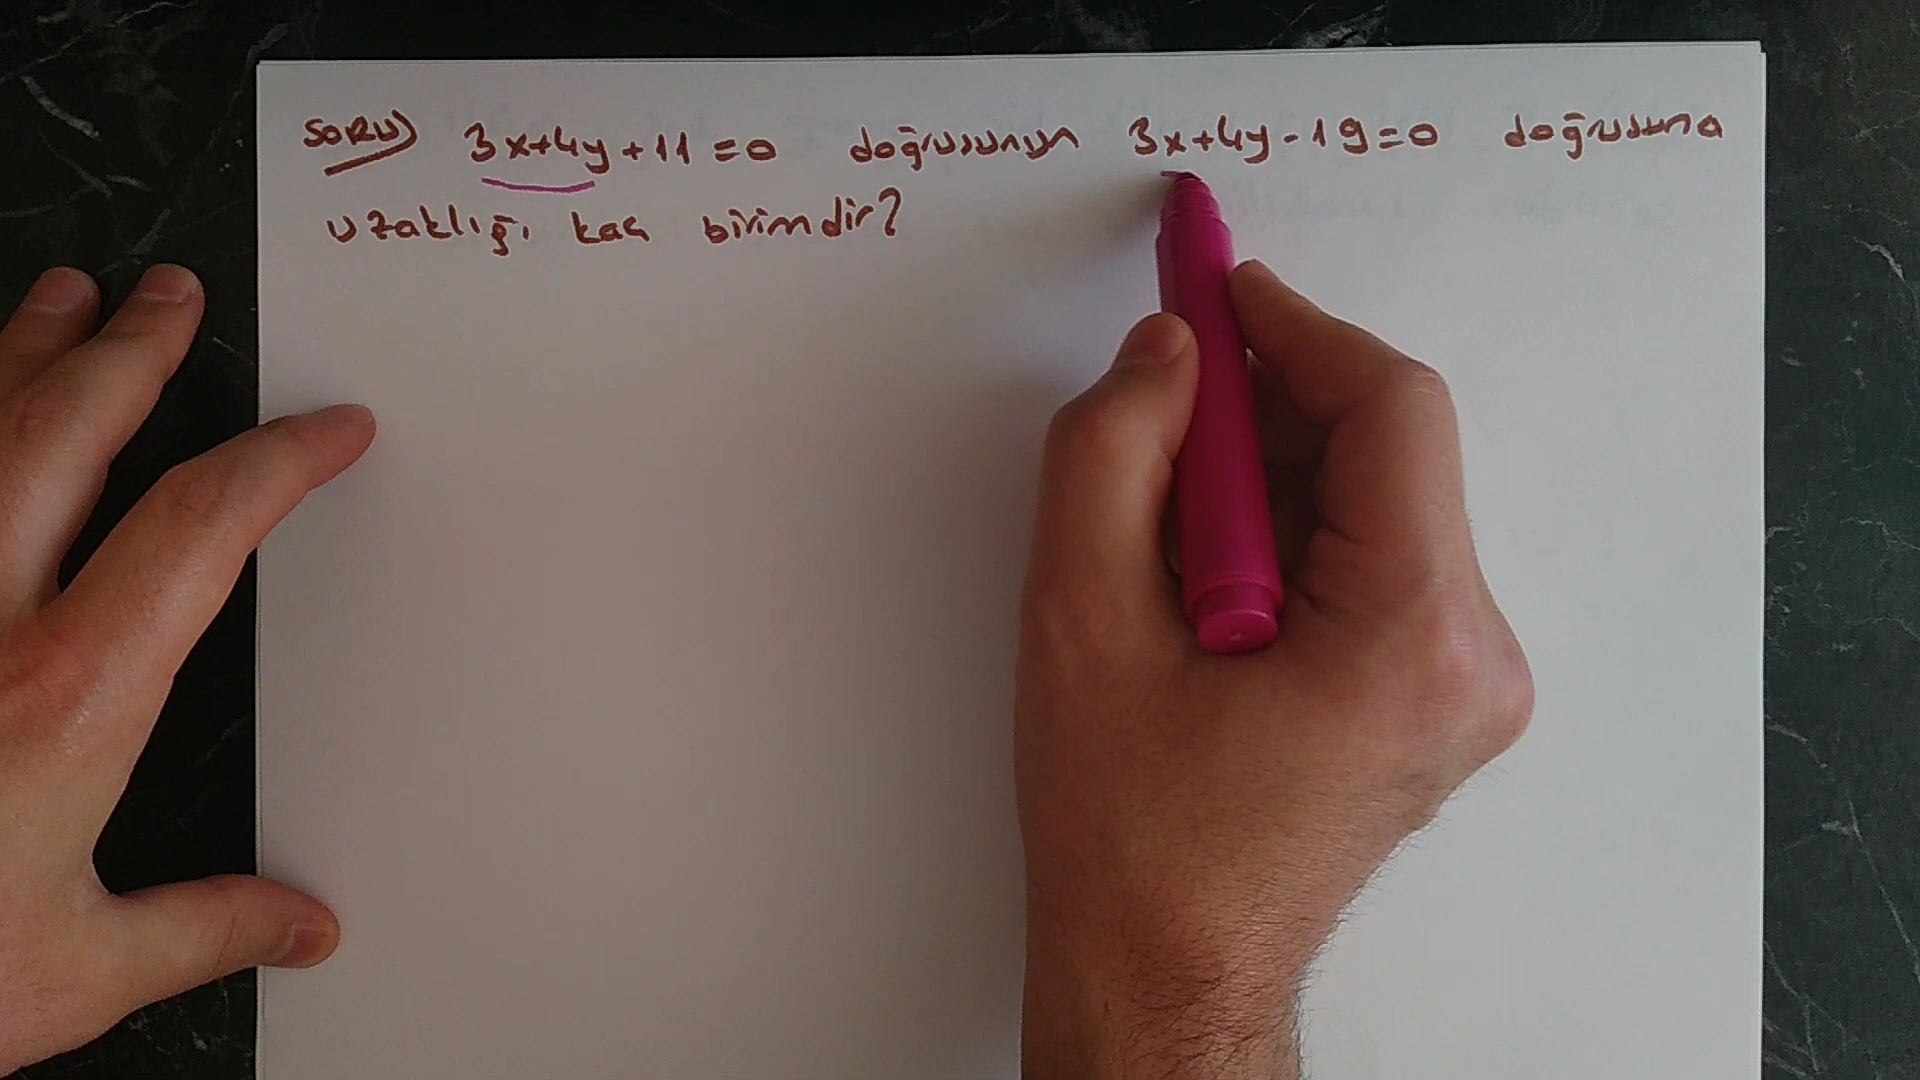 SORU) 3x+4y+11=0 doğrusunun 3x+4y-19=0 doğrusuna
uzaklığı kaç birimdir?